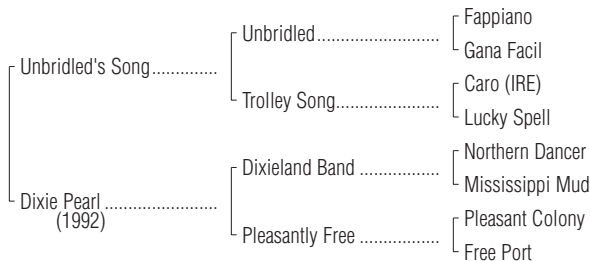 Fappiano
Unbridled.........................
Gana Facil
Unbridled's Song..............
Caro (IRE)
Trolley Song.....................
Lucky Spell
Northern Dancer
Dixieland Band .................
Mississippi Mud
Dixie Pearl .......................
(1992)
Pleasant Colony
Pleasantly Free .................
Free Port